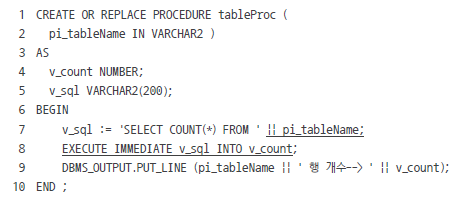 1 CREATE OR REPLACE PROCEDURE tableProc (
2 pi_tableName IN VARCHAR2 )
3 AS
4 v_count NUMBER;
5 v_sql VARCHAR2(200);
6 BEGIN
7 v_sql := 'SELECT COUNT(*) FROM ' || pi_tableName;
8 EXECUTE IMMEDIATE v_sql INTO v_count;
9 DBMS_OUTPUT.PUT_LINE (pi_tableName || ' 행 개수--> ' || v_count);
10 END ;